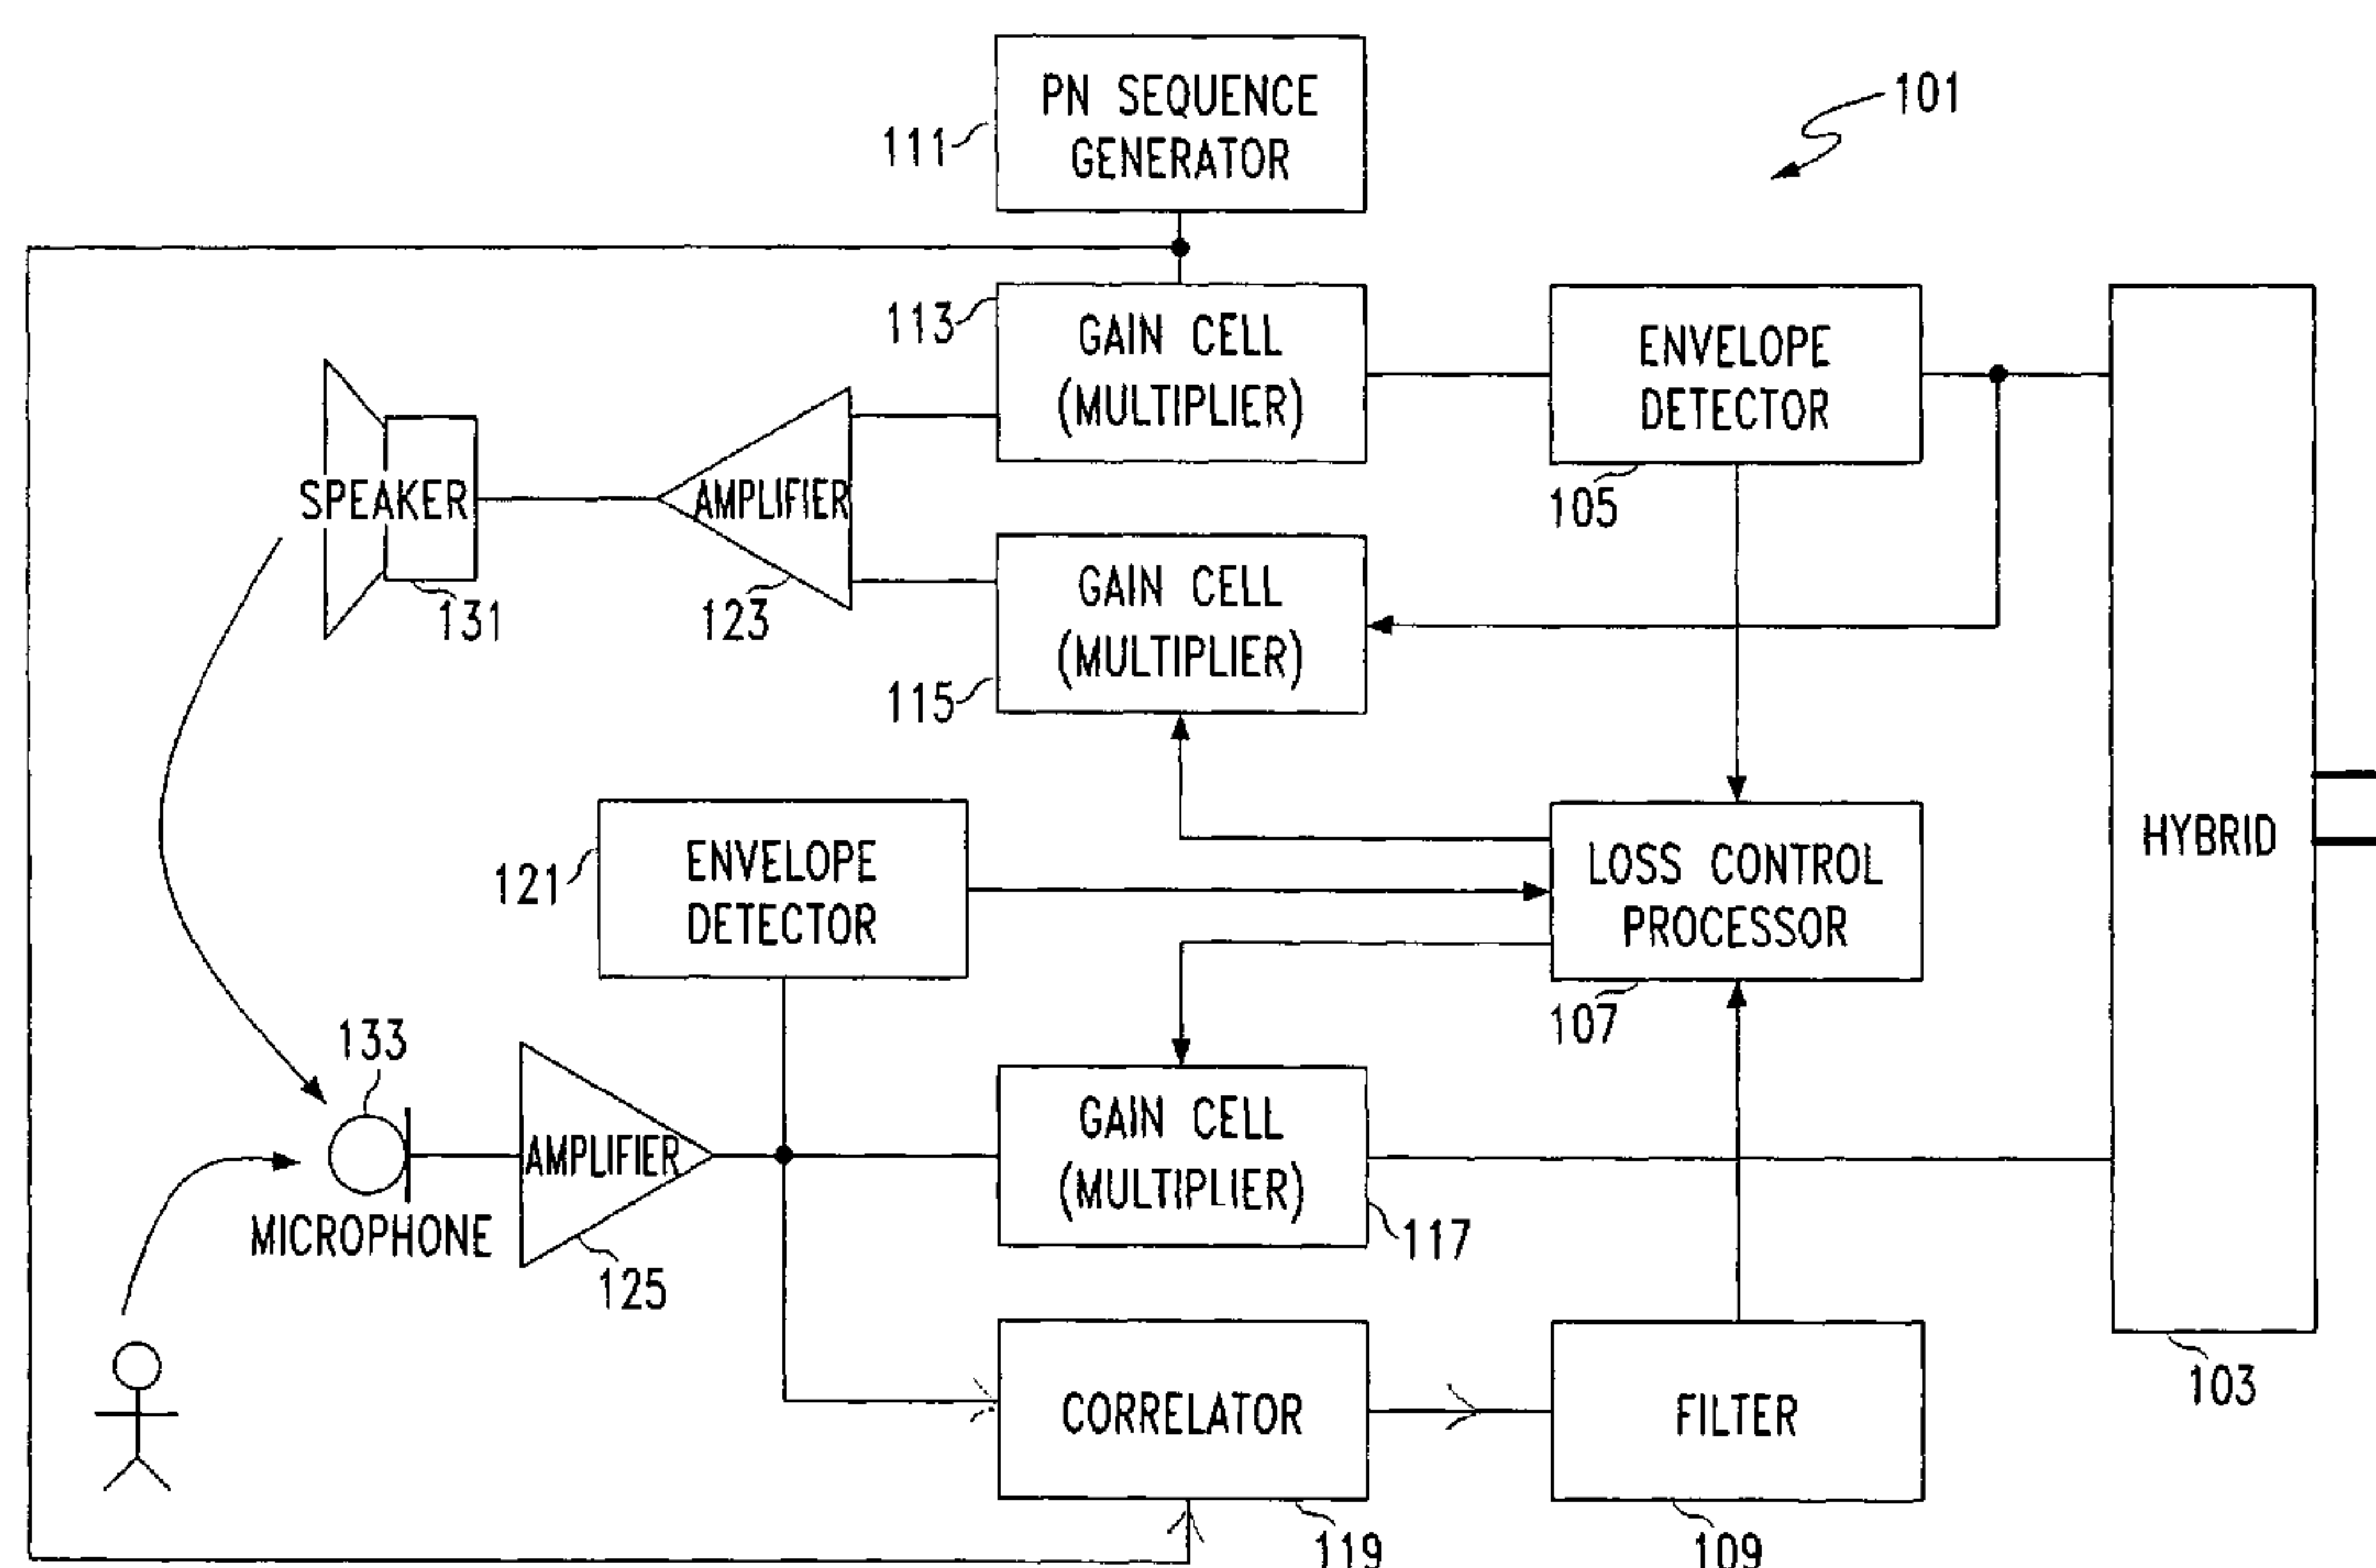 PN SEQUENCE
GENERATOR
111
101
113
GAIN CELL
(MULTIPLIER)
ENVELOPE
DETECTOR
105
SPEAKER
131
AMPLIFIER
123
GAIN CELL
(MULTIPLIER)
115
HYBRID
103
121
ENVELOPE
DETECTOR
LOSS CONTROL
PROCESSOR
107
133
MICROPHONE
AMPLIFIER
125
GAIN CELL
(MULTIPLIER)
117
CORRELATOR
119
FILTER
109